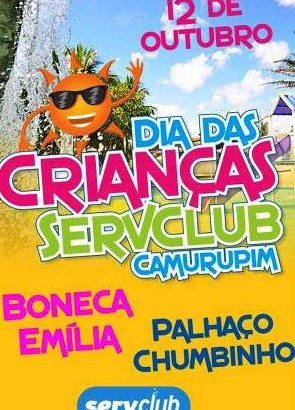 12 DE
OUTUBRO
DIA DAS
CRIANÇAS
SERVCLUB
CAMURUPIM
BONECA
EMÍLIA
PALHAÇO
CHUMBINHO
servclub